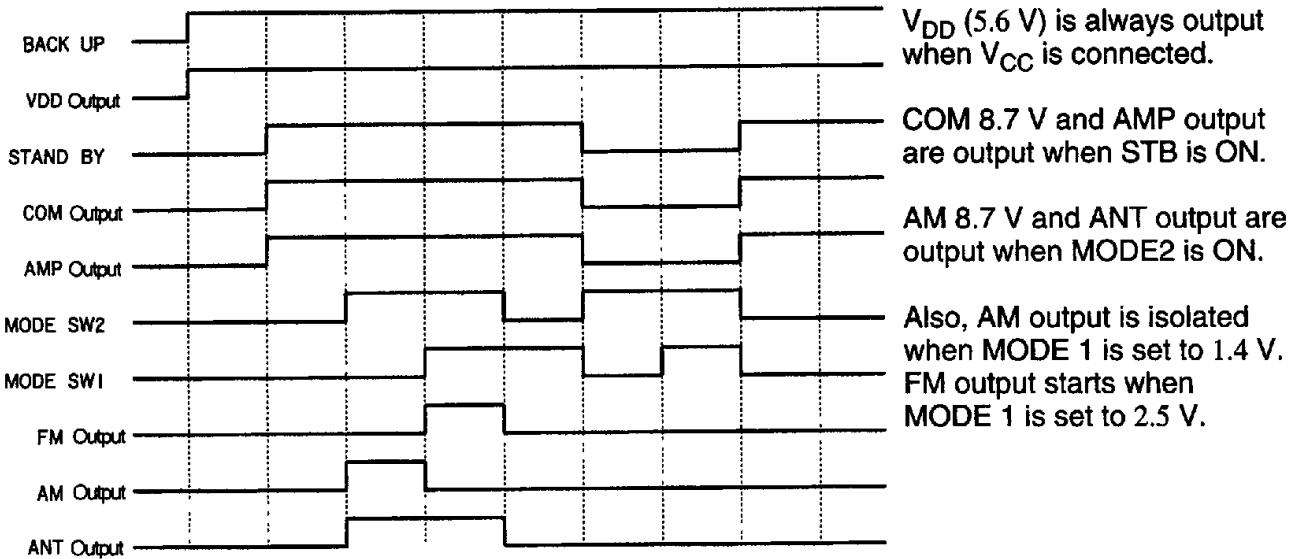 BACK UP
VDD Output
STAND BY
COM Output
AMP Output
MODE SW2
MODE SW1
FM Output
AM Output
ANT Output
VDD (5.6 V) is always output
when VCC is connected.
COM 8.7 V and AMP output
are output when STB is ON.
AM 8.7 V and ANT output are
output when MODE2 is ON.
Also, AM output is isolated
when MODE 1 is set to 1.4 V.
FM output starts when
MODE 1 is set to 2.5 V.